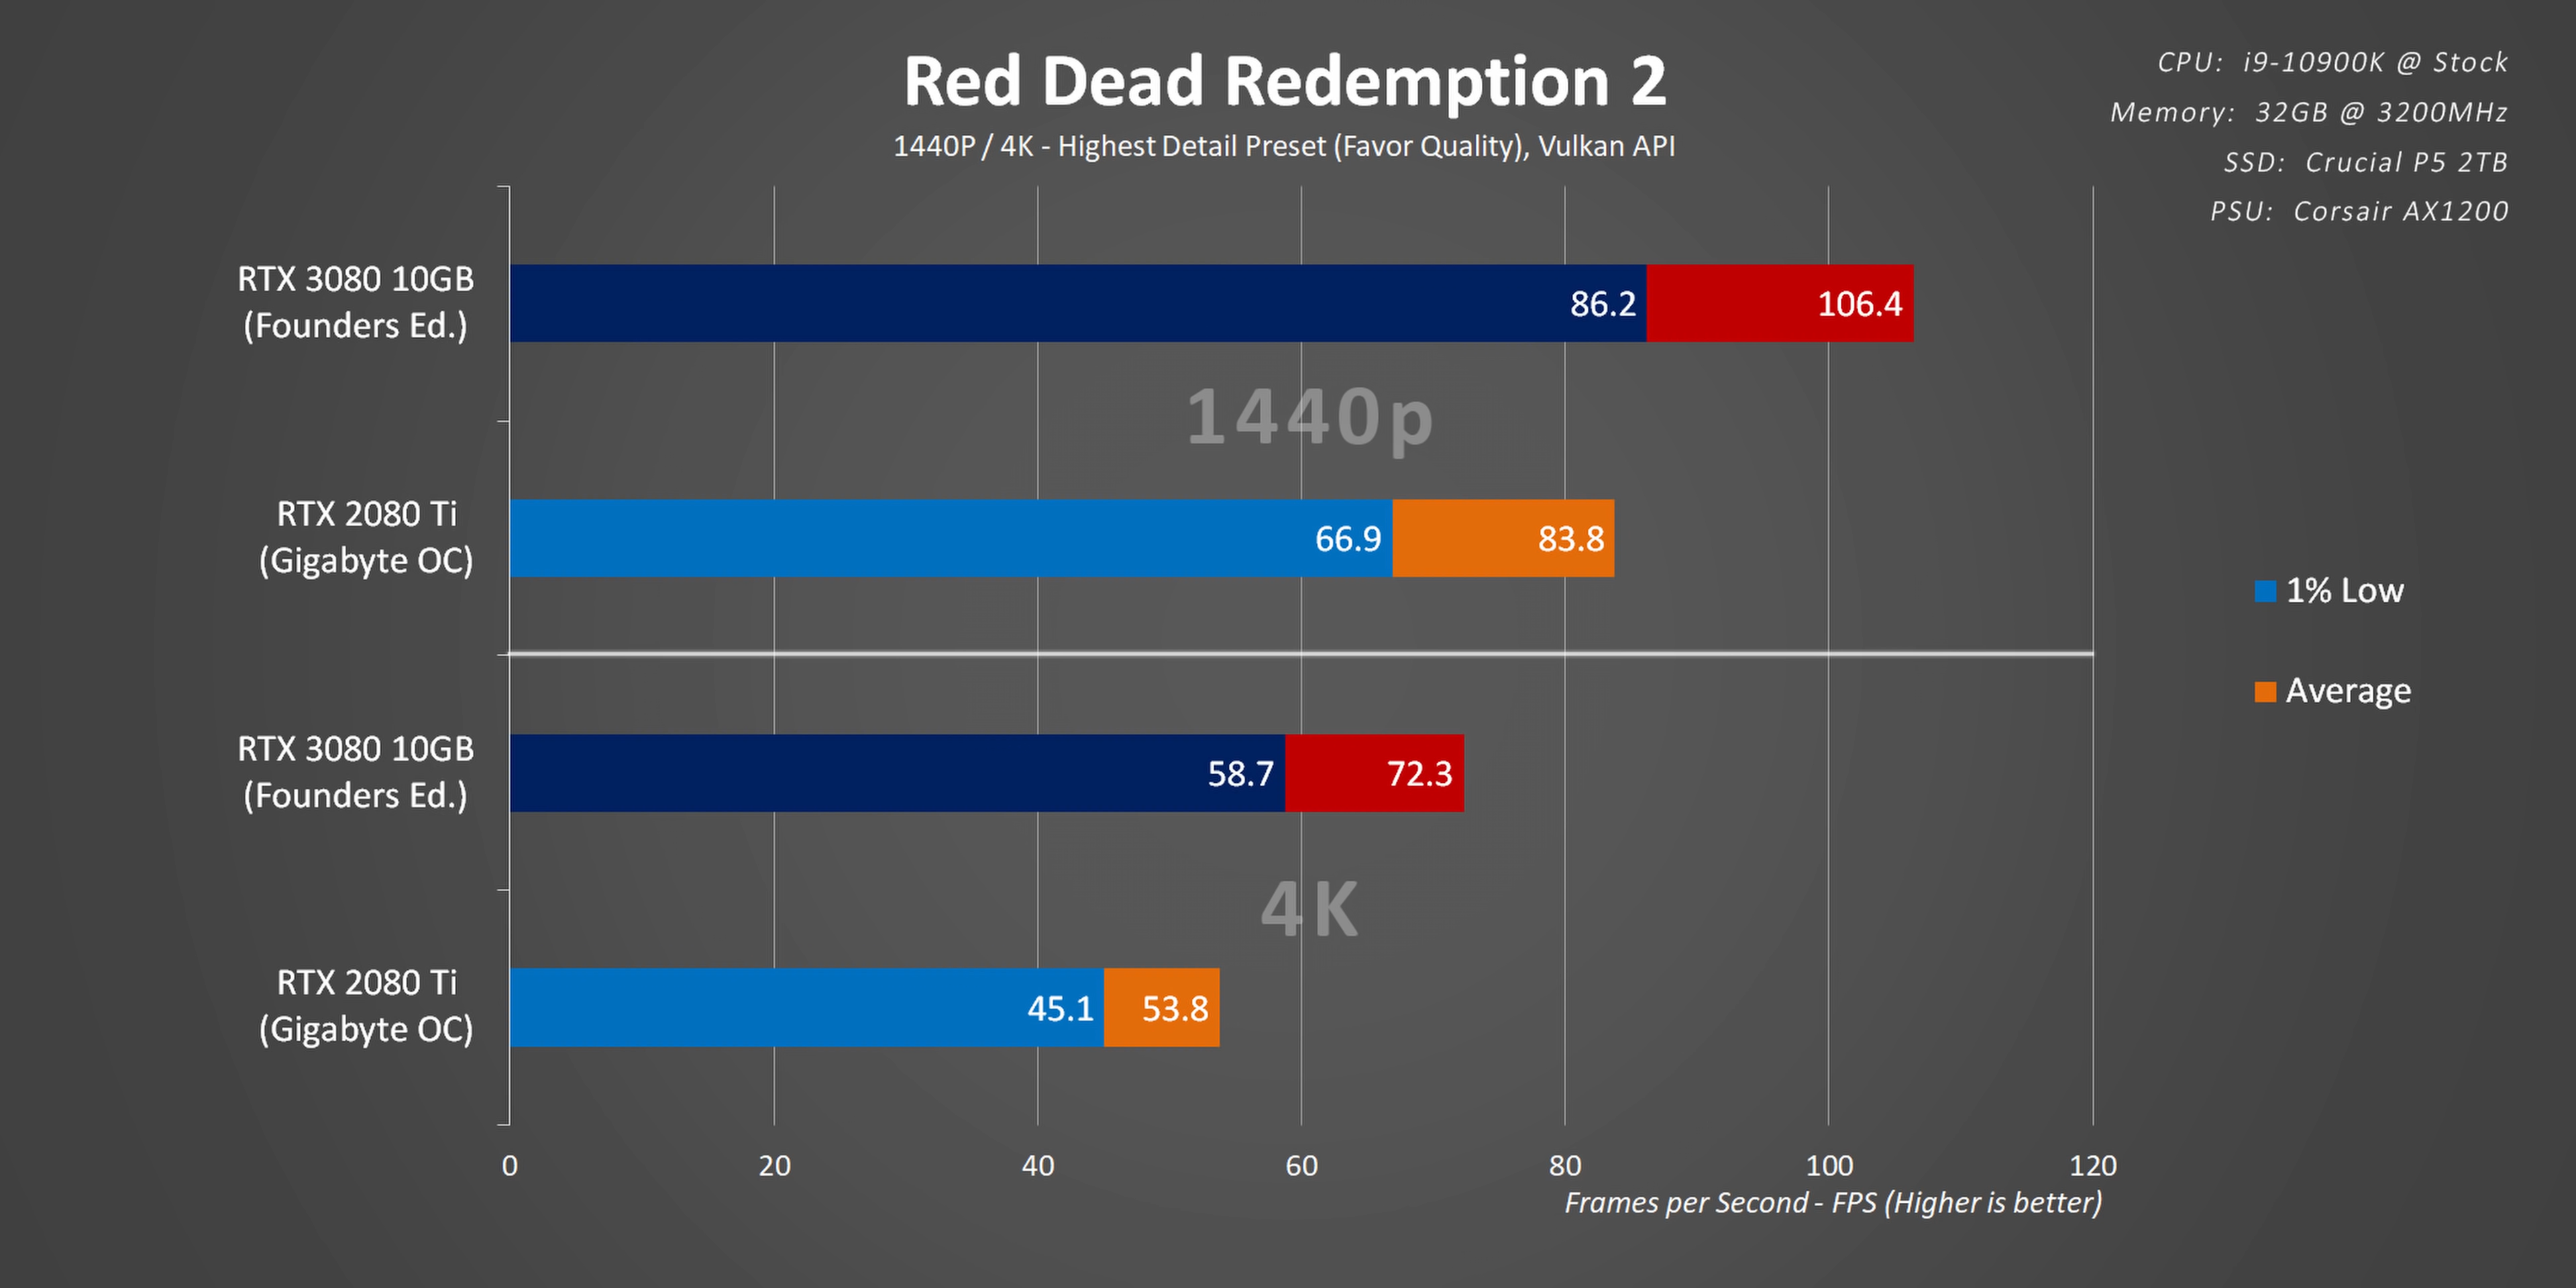 Red Dead Redemption 2
1440P / 4K - Highest Detail Preset (Favor Quality), Vulkan API
CPU: i9-10900K @ Stock
Memory: 32GB @ 3200MHz
SSD: Crucial P5 2TB
PSU: Corsair AX1200
RTX 3080 10GB
(Founders Ed.)
86.2
106.4
1440p
RTX 2080 Ti
(Gigabyte OC)
66.9
83.8
1% Low
Average
RTX 3080 10GB
(Founders Ed.)
58.7
72.3
4K
RTX 2080 Ti
(Gigabyte OC)
45.1
53.8
0 20 40 60 80 100 120
Frames per Second - FPS (Higher is better)